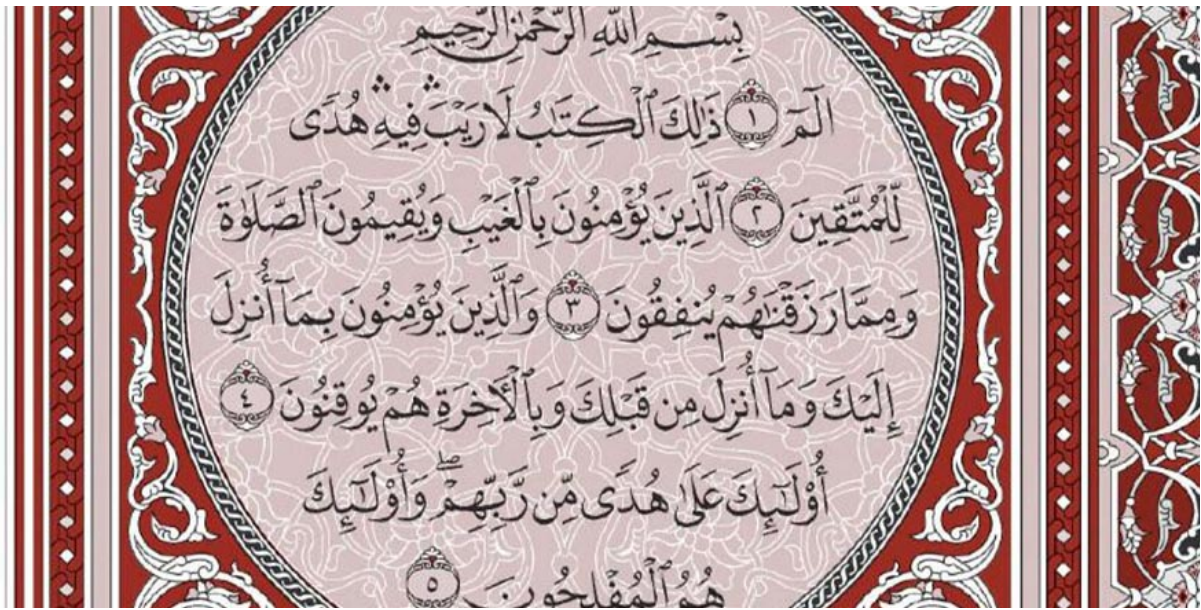 بِسْمِ ٱللَّهِ ٱلرَّحْمَٰنِ ٱلرَّحِيمِ
الٓمٓ ۝١ ذَٰلِكَ ٱلْكِتَٰبُ لَا رَيْبَ ۛ فِيهِ ۛ هُدًى
لِّلْمُتَّقِينَ ۝٢ ٱلَّذِينَ يُؤْمِنُونَ بِٱلْغَيْبِ وَيُقِيمُونَ ٱلصَّلَوٰةَ
وَمِمَّا رَزَقْنَٰهُمْ يُنفِقُونَ ۝٣ وَٱلَّذِينَ يُؤْمِنُونَ بِمَآ أُنزِلَ
إِلَيْكَ وَمَآ أُنزِلَ مِن قَبْلِكَ وَبِٱلْأَخِرَةِ هُمْ يُوقِنُونَ ۝٤
أُو۟لَٰٓئِكَ عَلَىٰ هُدًى مِّن رَّبِّهِمْ ۖ وَأُو۟لَٰٓئِكَ
هُمُ ٱلْمُفْلِحُونَ ۝٥